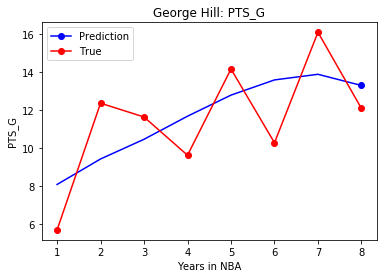 George Hill: PTS_G
Prediction
True
PTS_G
16
14
12
10
8
6
1 2 3 4 5 6 7 8
Years in NBA